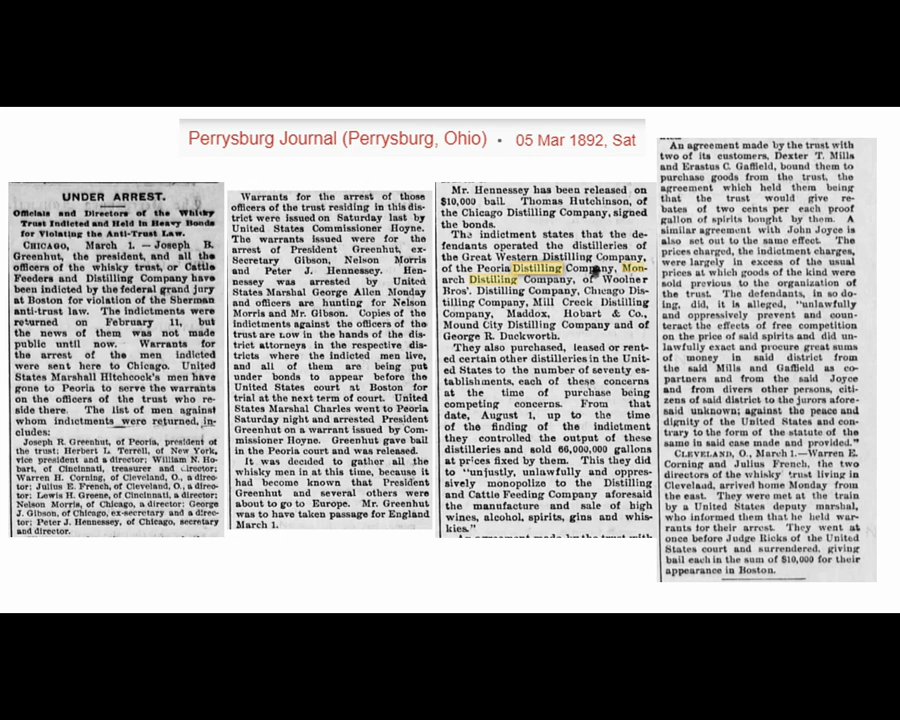 Perrysburg Journal (Perrysburg, Ohio) • 05 Mar 1892, Sat
UNDER ARREST.
Officials and Directors of the Whisky
Trust Indicted and Held in Heavy Bonds
for Violating the Anti-Trust Law.
CHICAGO, March 1. — Joseph B.
Greenhut, the president, and all the
officers of the whisky trust, or Cattle
Feeders and Distilling Company have
been indicted by the federal grand jury
at Boston for violation of the Sherman
anti-trust law. The indictments were
returned on February 11, but
the news of them was not made
public until now. Warrants for
the arrest of the men indicted
were sent here to Chicago. United
States Marshall Hitchcock's men have
gone to Peoria to serve the warrants
on the officers of the trust who re-
side there. The list of men against
whom indictments were returned, in-
cludes:
Joseph R. Greenhut, of Peoria, president of
the trust; Herbert L. Terrell, of New York,
vice president and a director; William N. Ho-
bart, of Cincinnati, treasurer and director;
Warren H. Corning, of Cleveland, O., a direc-
tor; Julius E. French, of Cleveland, O., a direc-
tor; Lewis H. Greene, of Cincinnati, a director;
Nelson Morris, of Chicago, a director; George
J. Gibson, of Chicago, ex-secretary and a direc-
tor; Peter J. Hennessey, of Chicago, secretary
and director.
Warrants for the arrest of those
officers of the trust residing in this dis-
trict were issued on Saturday last by
United States Commissioner Hoyne.
The warrants issued were for the
arrest of President Greenhut, ex-
Secretary Gibson, Nelson Morris
and Peter J. Hennessey. Hen-
nessey was arrested by United
States Marshal George Allen Monday
and officers are hunting for Nelson
Morris and Mr. Gibson. Copies of the
indictments against the officers of the
trust are now in the hands of the dis-
trict attorneys in the respective dis-
tricts where the indicted men live,
and all of them are being put
under bonds to appear before the
United States court at Boston for
trial at the next term of court. United
States Marshal Charles went to Peoria
Saturday night and arrested President
Greenhut on a warrant issued by Com-
missioner Hoyne. Greenhut gave bail
in the Peoria court and was released.
It was decided to gather all the
whisky men in at this time, because it
had become known that President
Greenhut and several others were
about to go to Europe. Mr. Greenhut
was to have taken passage for England
March 1.
Mr. Hennessey has been released on
$10,000 bail. Thomas Hutchinson, of
the Chicago Distilling Company, signed
the bonds.
The indictment states that the de-
fendants operated the distilleries of
the Great Western Distilling Company,
of the Peoria Distilling Company, Mon-
arch Distilling Company, of Woolner
Bros'. Distilling Company, Chicago Dis-
tilling Company, Mill Creek Distilling
Company, Maddox, Hobart & Co.,
Mound City Distilling Company and of
George R. Duckworth.
They also purchased, leased or rent-
ed certain other distilleries in the Unit-
ed States to the number of seventy es-
tablishments, each of these concerns
at the time of purchase being
competing concerns. From that
date, August 1, up to the time
of the finding of the indictment
they controlled the output of these
distilleries and sold 66,000,000 gallons
at prices fixed by them. This they did
to "unjustly, unlawfully and oppres-
sively monopolize to the Distilling
and Cattle Feeding Company aforesaid
the manufacture and sale of high
wines, alcohol, spirits, gins and whis-
kies."
An agreement made by the trust with
An agreement made by the trust with
two of its customers, Dexter T. Mills
and Erastus C. Gaffield, bound them to
purchase goods from the trust, the
agreement which held them being
that the trust would give re-
bates of two cents per each proof
gallon of spirits bought by them. A
similar agreement with John Joyce is
also set out to the same effect. The
prices charged, the indictment charges,
were largely in excess of the usual
prices at which goods of the kind were
sold previous to the organization of
the trust. The defendants, in so do-
ing, did, it is alleged, "unlawfully
and oppressively prevent and coun-
teract the effects of free competition
on the price of said spirits and did un-
lawfully exact and procure great sums
of money in said district from
the said Mills and Gaffield as co-
partners and from the said Joyce
and from divers other persons, citi-
zens of said district to the jurors afore-
said unknown; against the peace and
dignity of the United States and con-
trary to the form of the statute of the
same in said case made and provided."
CLEVELAND, O., March 1.—Warren E.
Corning and Julius French, the two
directors of the whisky trust living in
Cleveland, arrived home Monday from
the east. They were met at the train
by a United States deputy marshal,
who informed them that he held war-
rants for their arrest. They went at
once before Judge Ricks of the United
States court and surrendered, giving
bail each in the sum of $10,000 for their
appearance in Boston.